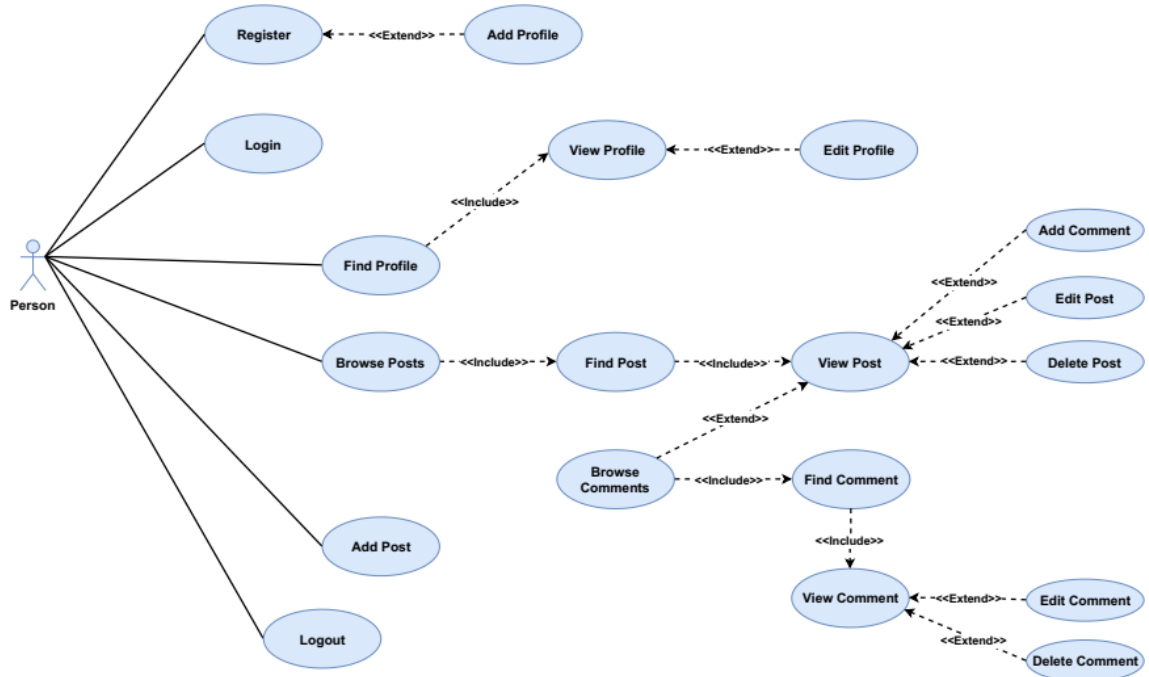 Register
<<Extend>>
Add Profile
Login
View Profile
<<Extend>>
Edit Profile
<<Include>>
Add Comment
Find Profile
<<Extend>>
Edit Post
Person
<<Extend>>
Browse Posts
<<Include>>
Find Post
<<Include>>
View Post
<<Extend>>
Delete Post
<<Extend>>
Browse
Comments
<<Include>>
Find Comment
<<Include>>
Add Post
View Comment
<<Extend>>
Edit Comment
Logout
<<Extend>>
Delete Comment